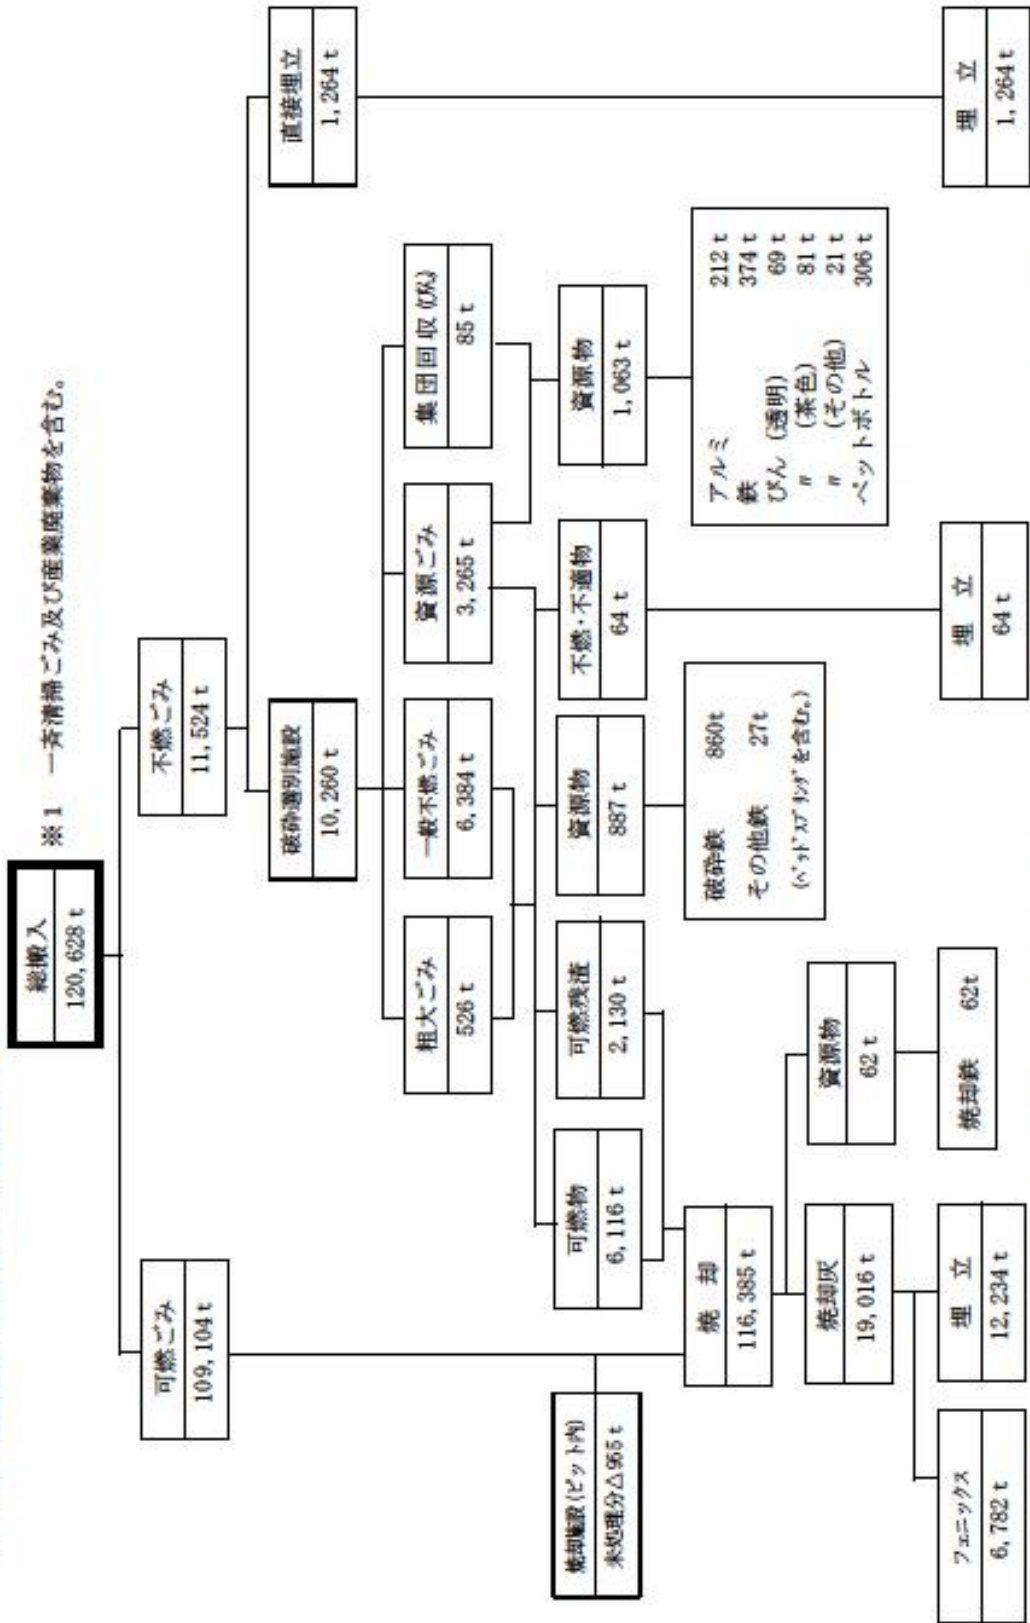 総搬入
120,628 t
※1 一斉清掃ごみ及び産業廃棄物を含む。
可燃ごみ
109,104t
不燃ごみ
11,524 t
破砕選別施設
10,260 t
直接埋立
1,264 t
粗大ごみ
526 t
一般不燃ごみ
6,384 t
資源ごみ
3,265 t
集団回収(びん)
85 t
焼却施設(ピット内)
未処理分△965 t
可燃物
6,116 t
可燃残渣
2,130 t
資源物
887 t
不燃・不適物
64 t
資源物
1,063 t
焼 却
116,385 t
破砕鉄 860t
その他鉄 27t
(ベッドスプリングを含む。)
アルミ 212 t
鉄 374 t
びん (透明) 69 t
〃 (茶色) 81 t
〃 (その他) 21 t
ペットボトル 306 t
焼却灰
19,016 t
資源物
62 t
フェニックス
6,782 t
埋 立
12,234 t
焼却鉄 62t
埋 立
64 t
埋 立
1,264 t